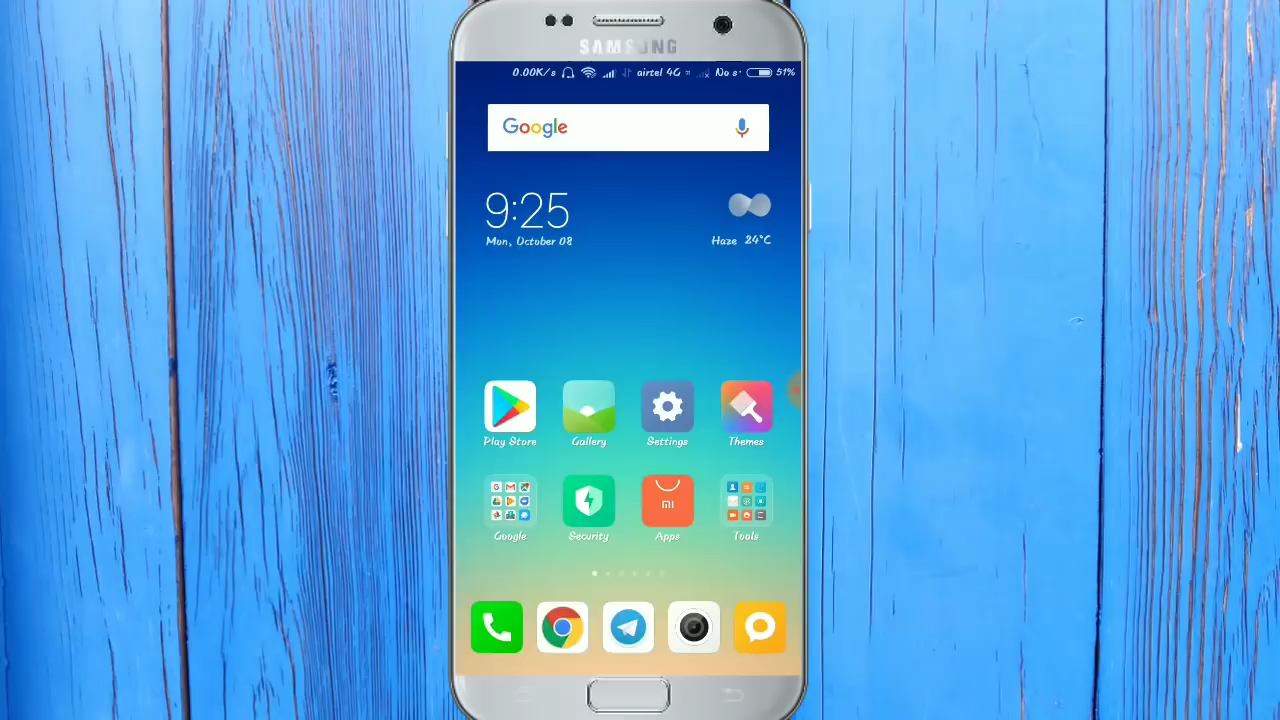 SAMSUNG
0.00K/s airtel 4G No s 51%
Google
9:25
Mon, October 08
Haze 24°C
Play Store Gallery Settings Themes
MI
Google Security Apps Tools